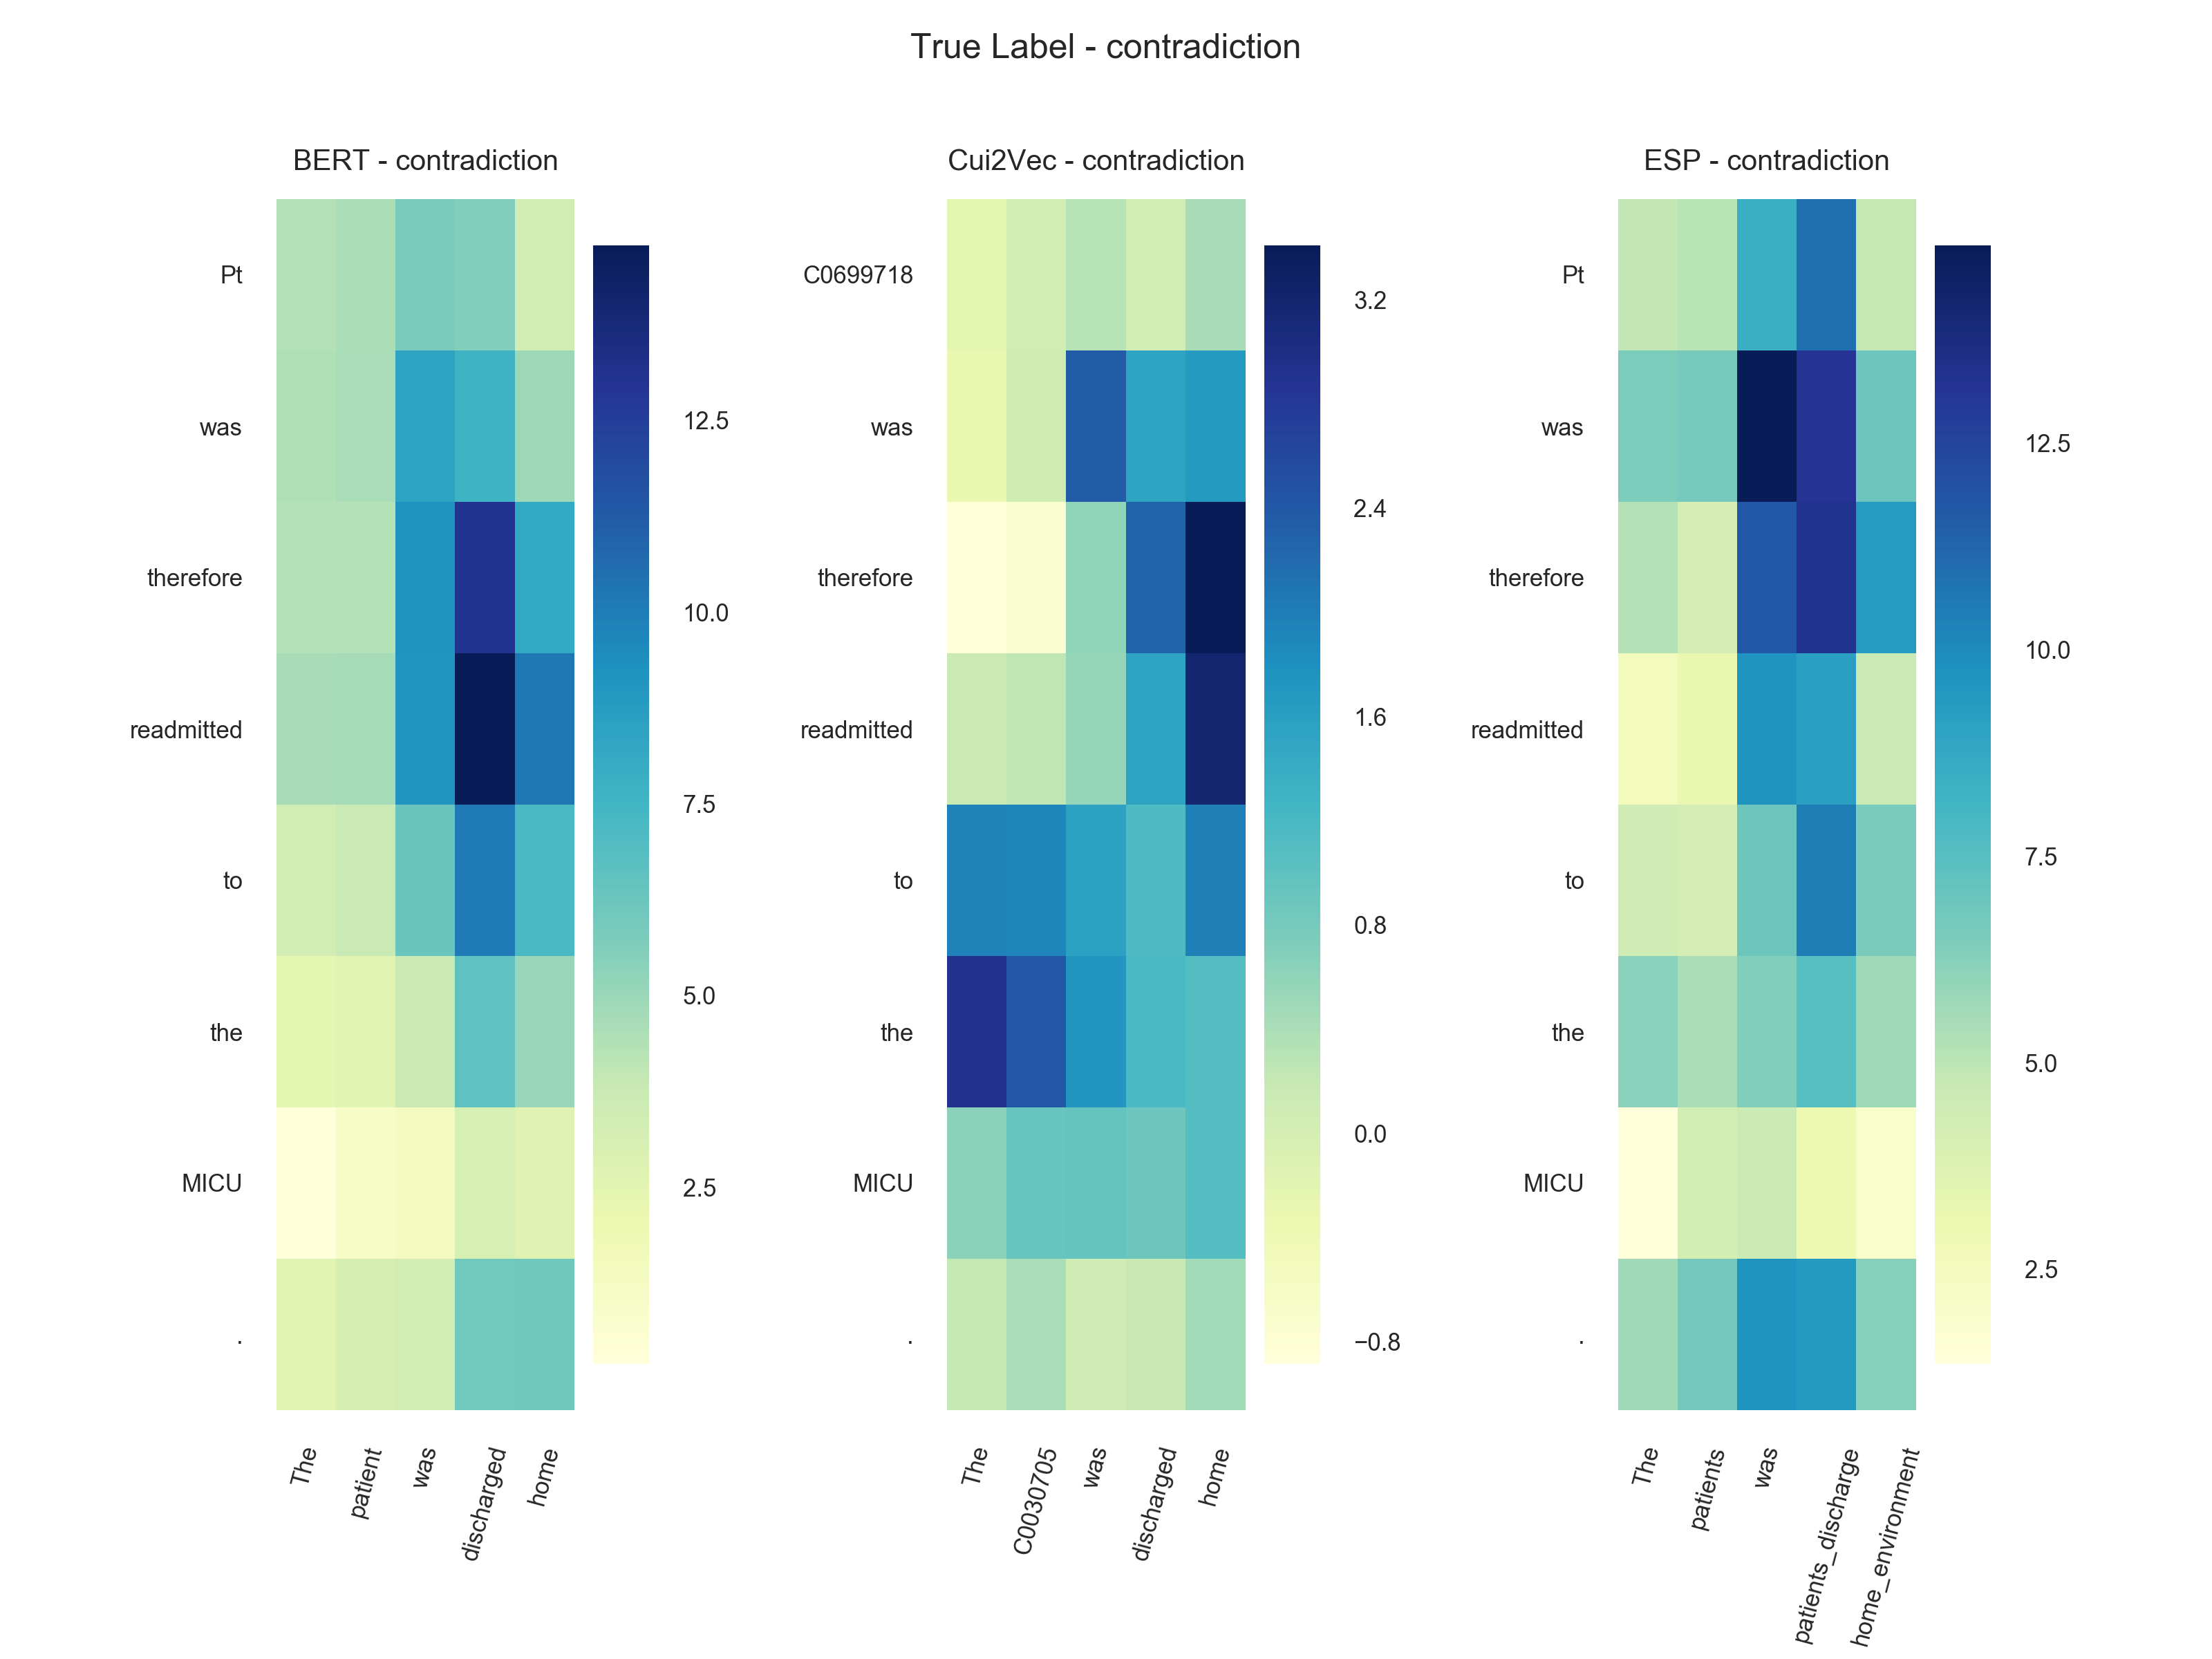 True Label - contradiction
BERT - contradiction
Pt
was
therefore
readmitted
to
the
MICU
.
The
patient
was
discharged
home
12.5
10.0
7.5
5.0
2.5
Cui2Vec - contradiction
C0699718
was
therefore
readmitted
to
the
MICU
.
The
C0030705
was
discharged
home
3.2
2.4
1.6
0.8
0.0
−0.8
ESP - contradiction
Pt
was
therefore
readmitted
to
the
MICU
.
The
patients
was
patients_discharge
home_environment
12.5
10.0
7.5
5.0
2.5